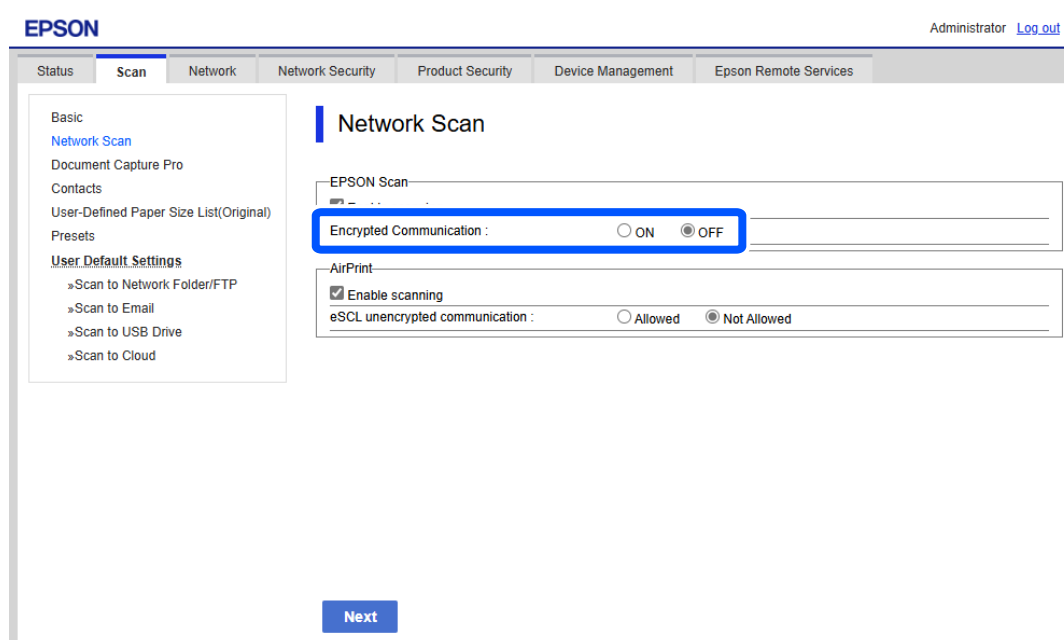 EPSON
Administrator Log out
Status Scan Network Network Security Product Security Device Management Epson Remote Services
Basic
Network Scan
Document Capture Pro
Contacts
User-Defined Paper Size List(Original)
Presets
User Default Settings
»Scan to Network Folder/FTP
»Scan to Email
»Scan to USB Drive
»Scan to Cloud
Network Scan
EPSON Scan
Encrypted Communication : ON OFF
AirPrint
Enable scanning
eSCL unencrypted communication : Allowed Not Allowed
Next